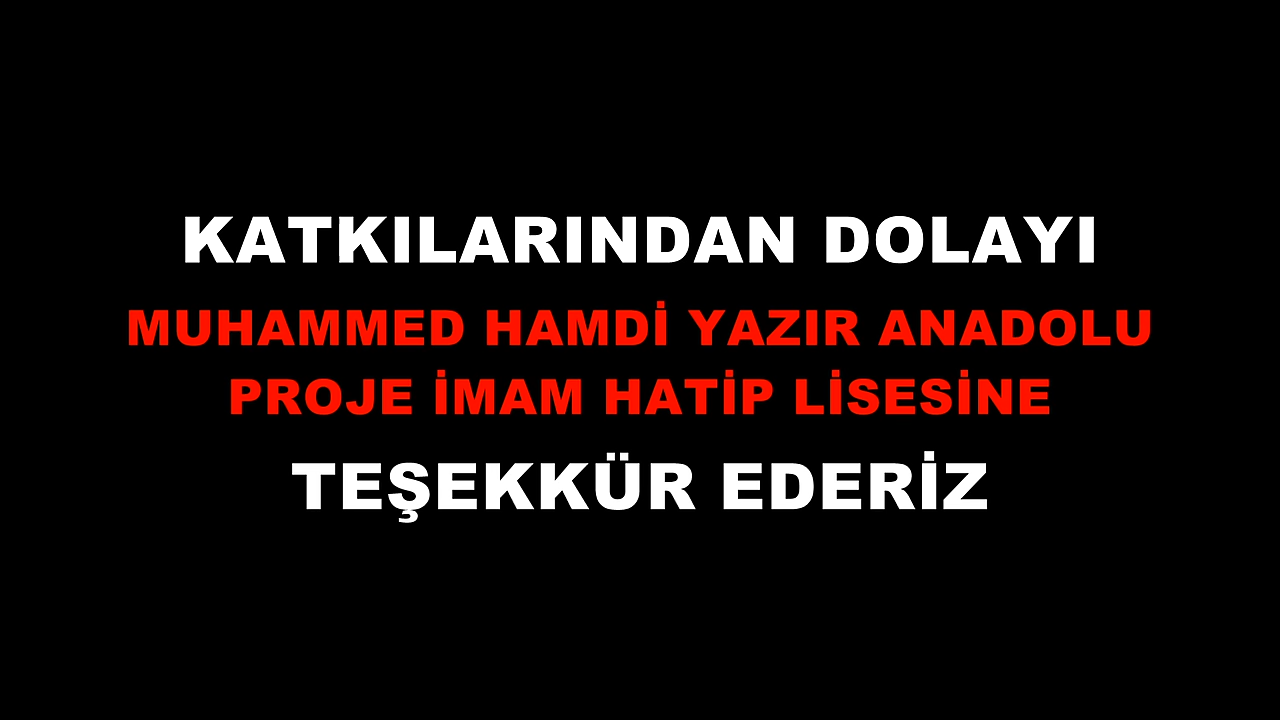 KATKILARINDAN DOLAYI
MUHAMMED HAMDİ YAZIR ANADOLU
PROJE İMAM HATİP LİSESİNE
TEŞEKKÜR EDERİZ